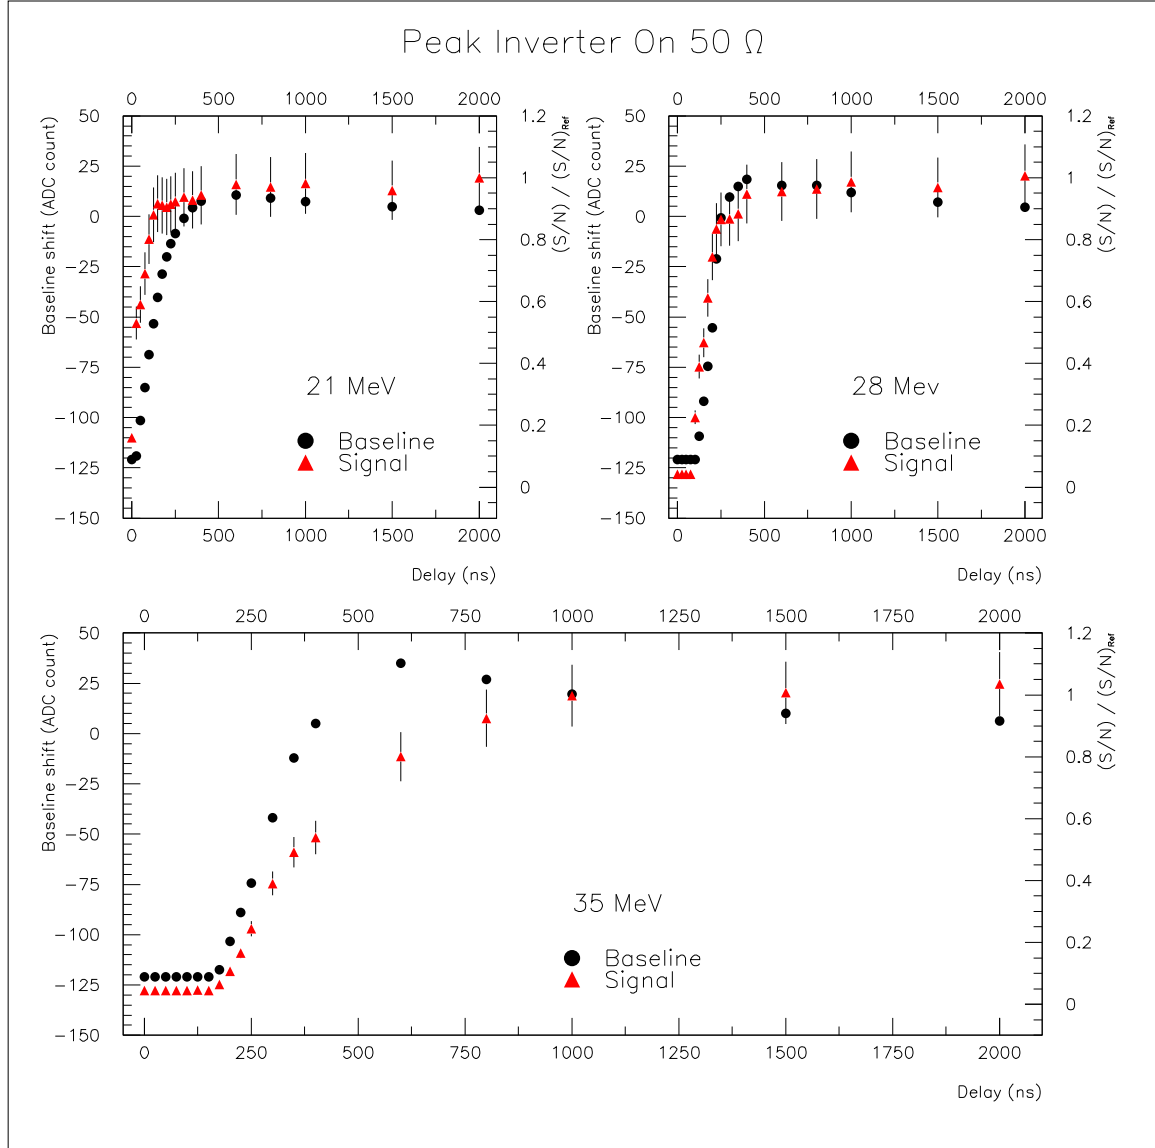 Peak Inverter On 50 Ω
0 500 1000 1500 2000
50
25
0
−25
−50
−75
−100
−125
−150
Baseline shift (ADC count)
1.2
1
0.8
0.6
0.4
0.2
0
(S/N) / (S/N)Ref
21 MeV
Baseline
Signal
0 500 1000 1500 2000
Delay (ns)
0 500 1000 1500 2000
50
25
0
−25
−50
−75
−100
−125
−150
Baseline shift (ADC count)
1.2
1
0.8
0.6
0.4
0.2
0
(S/N) / (S/N)Ref
28 Mev
Baseline
Signal
0 500 1000 1500 2000
Delay (ns)
0 250 500 750 1000 1250 1500 1750 2000
50
25
0
−25
−50
−75
−100
−125
−150
Baseline shift (ADC count)
1.2
1
0.8
0.6
0.4
0.2
0
(S/N) / (S/N)Ref
35 MeV
Baseline
Signal
0 250 500 750 1000 1250 1500 1750 2000
Delay (ns)